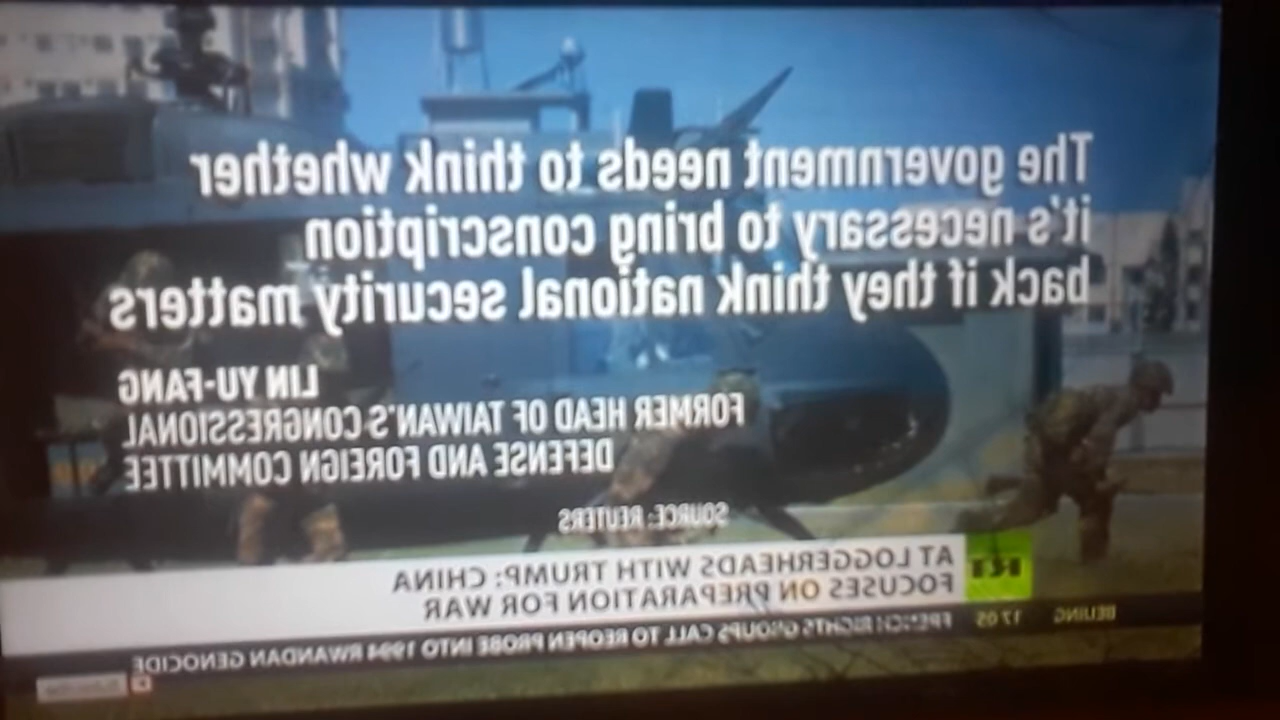 The government needs to think whether
it's necessary to bring conscription
back if they think national security matters
LIN YU-FANG
FORMER HEAD OF TAIWAN'S CONGRESSIONAL
DEFENSE AND FOREIGN COMMITTEE
SOURCE: REUTERS
RT
AT LOGGERHEADS WITH TRUMP: CHINA
FOCUSES ON PREPARATION FOR WAR
BEIJING 17:05 FRENCH RIGHTS GROUPS CALL TO REOPEN PROBE INTO 1994 RWANDAN GENOCIDE